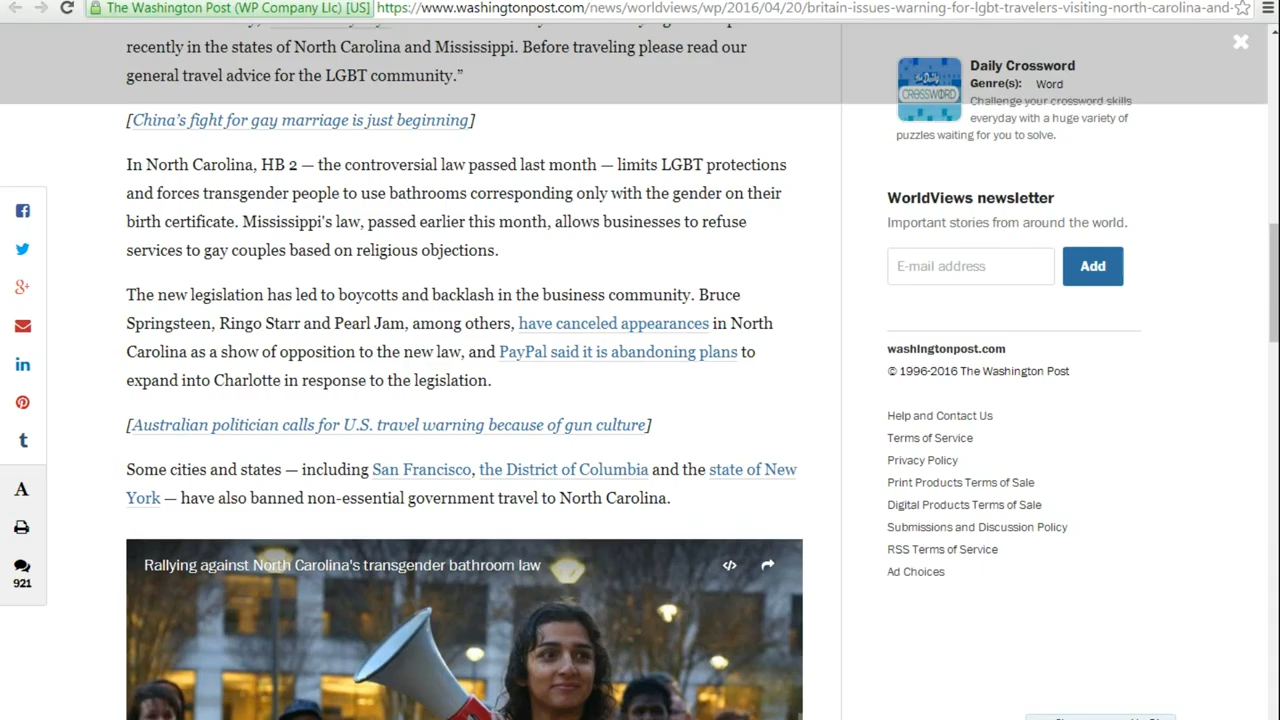 The Washington Post (WP Company Llc) [US]
https://www.washingtonpost.com/news/worldviews/wp/2016/04/20/britain-issues-warning-for-lgbt-travelers-visiting-north-carolina-and-
recently in the states of North Carolina and Mississippi. Before traveling please read our
general travel advice for the LGBT community.”
[China’s fight for gay marriage is just beginning]
In North Carolina, HB 2 — the controversial law passed last month — limits LGBT protections
and forces transgender people to use bathrooms corresponding only with the gender on their
birth certificate. Mississippi's law, passed earlier this month, allows businesses to refuse
services to gay couples based on religious objections.
The new legislation has led to boycotts and backlash in the business community. Bruce
Springsteen, Ringo Starr and Pearl Jam, among others, have canceled appearances in North
Carolina as a show of opposition to the new law, and PayPal said it is abandoning plans to
expand into Charlotte in response to the legislation.
[Australian politician calls for U.S. travel warning because of gun culture]
Some cities and states — including San Francisco, the District of Columbia and the state of New
York — have also banned non-essential government travel to North Carolina.
Rallying against North Carolina's transgender bathroom law
A
921
the Daily
CROSSWORD
Daily Crossword
Genre(s): Word
Challenge your crossword skills
everyday with a huge variety of
puzzles waiting for you to solve.
WorldViews newsletter
Important stories from around the world.
E-mail address
Add
washingtonpost.com
© 1996-2016 The Washington Post
Help and Contact Us
Terms of Service
Privacy Policy
Print Products Terms of Sale
Digital Products Terms of Sale
Submissions and Discussion Policy
RSS Terms of Service
Ad Choices